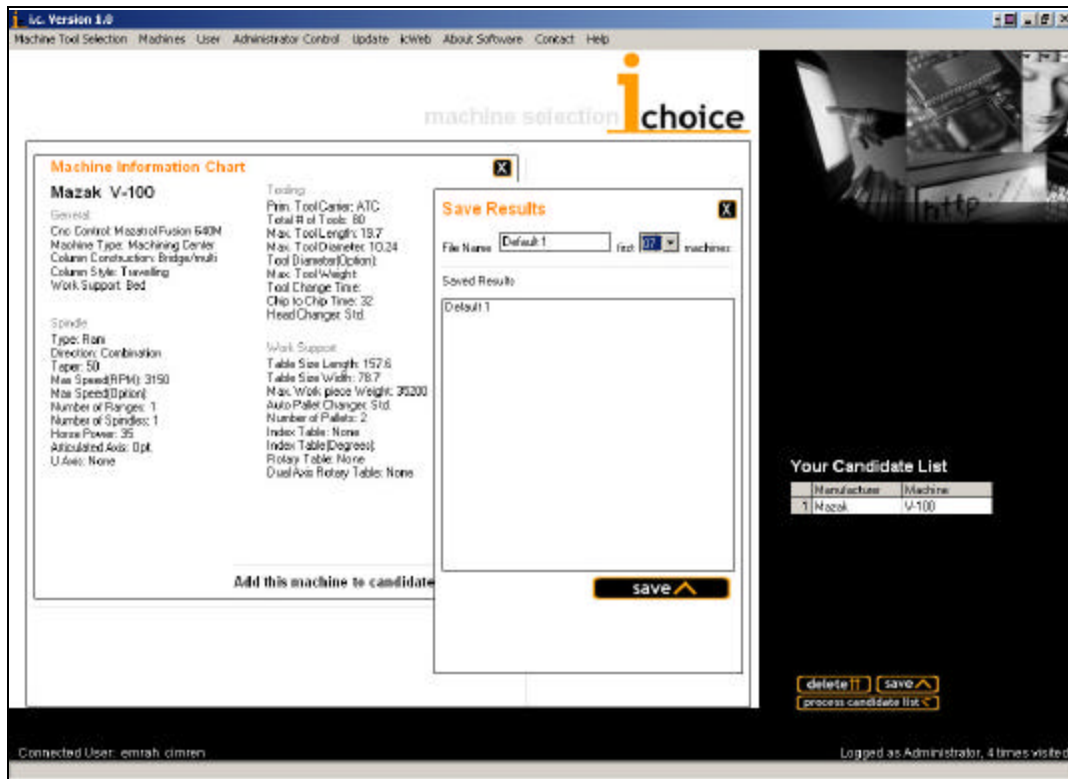 i.c. Version 1.0
Machine Tool Selection Machines User Administrator Control Update icWeb About Software Contact Help
machine selection
ichoice
Machine Information Chart
X
Mazak V-100
General
Cnc Control: Mazatrol Fusion 640M
Machine Type: Machining Center
Column Construction: Bridge/multi
Column Style: Travelling
Work Support: Bed
Spindle
Type: Ram
Direction: Combination
Taper: 50
Max Speed(RPM): 3150
Max Speed(Option):
Number of Ranges: 1
Number of Spindles: 1
Horse Power: 35
Articulated Axis: Opt.
U Axis: None
Tooling
Prim. Tool Carrier: ATC
Total # of Tools: 80
Max. Tool Length: 19.7
Max. Tool Diameter: 10.24
Tool Diameter(Option):
Max. Tool Weight:
Tool Change Time:
Chip to Chip Time: 32
Head Changer: Std.
Work Support
Table Size Length: 157.6
Table Size Width: 78.7
Max. Work piece Weight: 35200
Auto Pallet Changer: Std.
Number of Pallets: 2
Index Table: None
Index Table(Degrees):
Rotary Table: None
Dual Axis Rotary Table: None
Add this machine to candidate
Save Results
X
File Name Default 1 first 07 machines
Saved Results
Default 1
save
http
Your Candidate List
Manufacturer Machine
1 Mazak V-100
delete save
process candidate list
Connected User: emrah cimren
Logged as Administrator, 4 times visited